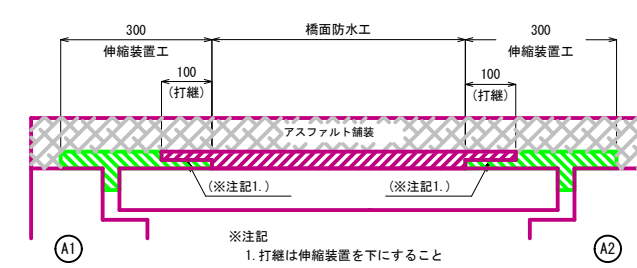 300 橋面防水工 300
伸縮装置工 伸縮装置工
100 100
(打継) (打継)
アスファルト舗装
(※注記1.) (※注記1.)
※注記
1.打継は伸縮装置を下にすること
A1 A2